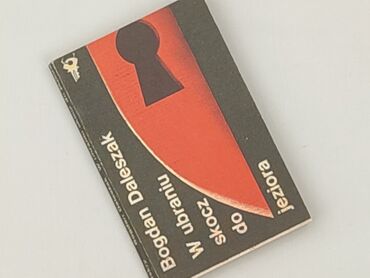 Bogdan Daleszak
W ubraniu
skocz
do
jeziora